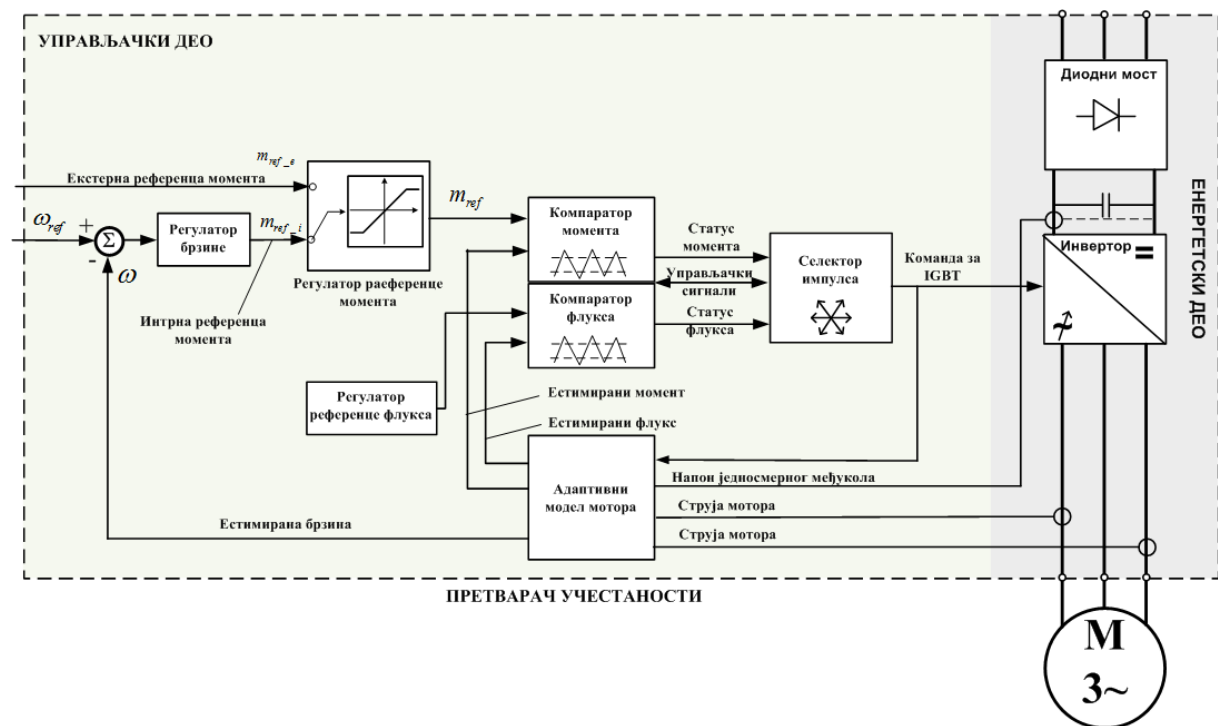 УПРАВЉАЧКИ ДЕО
Диодни мост
m_ref_e
Екстерна референца момента
ω_ref
+
Σ
-
ω
Регулатор
брзине
m_ref_i
Регулатор раеференце
момента
Интрна референца
момента
m_ref
Компаратор
момента
Статус
момента
Управљачки
сигнали
Компаратор
флукса
Статус
флукса
Селектор
импулса
Команда за
IGBT
Инвертор
ЕНЕРГЕТСКИ ДЕО
Регулатор
референце флукса
Естимирани момент
Естимирани флукс
Адаптивни
модел мотора
Напон једносмерног међукола
Струја мотора
Струја мотора
Естимирана брзина
ПРЕТВАРАЧ УЧЕСТАНОСТИ
M
3~